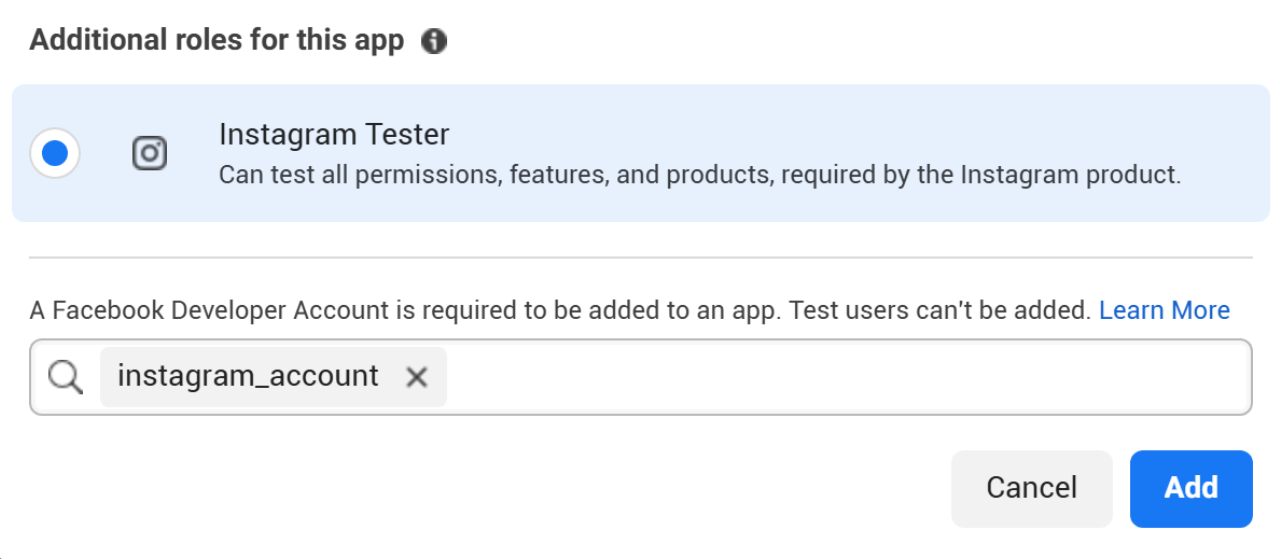 Additional roles for this app
Instagram Tester
Can test all permissions, features, and products, required by the Instagram product.
A Facebook Developer Account is required to be added to an app. Test users can't be added. Learn More
instagram_account
Cancel
Add